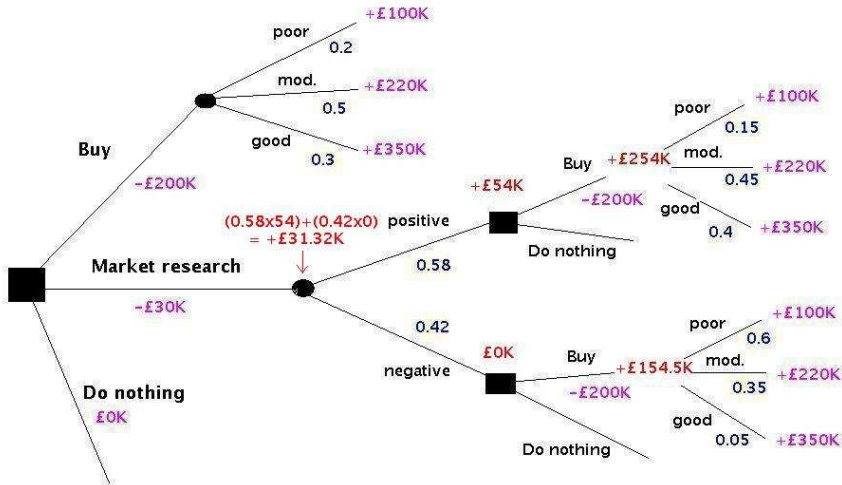 +£100K
poor
0.2
mod.
+£220K
0.5
good
+£350K
0.3
Buy
−£200K
+£100K
poor
0.15
Buy
+£254K
mod.
+£220K
0.45
+£54K
−£200K
good
+£350K
0.4
(0.58x54)+(0.42x0)
= +£31.32K
positive
0.58
Do nothing
Market research
−£30K
0.42
negative
+£100K
poor
0.6
£0K
Buy
+£154.5K
mod.
+£220K
−£200K
0.35
good
0.05
+£350K
Do nothing
Do nothing
£0K